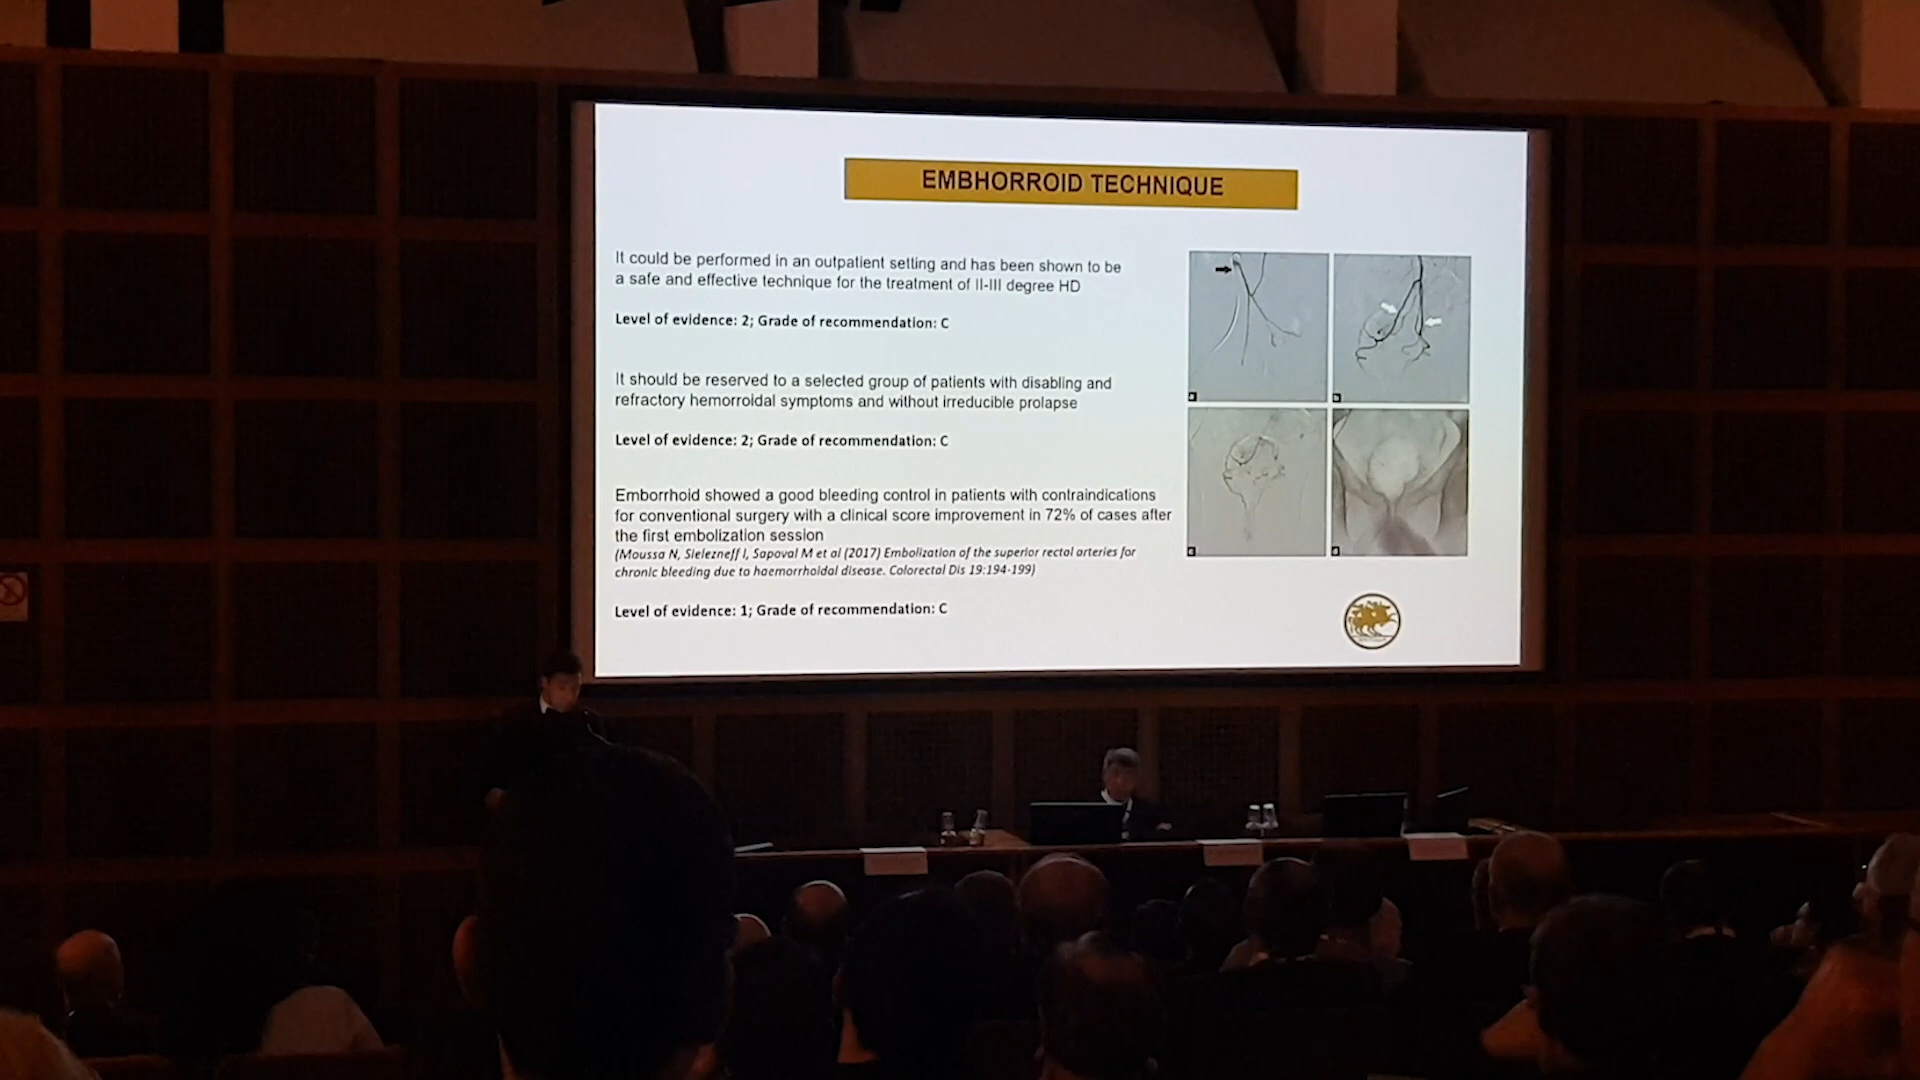 EMBHORROID TECHNIQUE
It could be performed in an outpatient setting and has been shown to be
a safe and effective technique for the treatment of II-III degree HD
Level of evidence: 2; Grade of recommendation: C
It should be reserved to a selected group of patients with disabling and
refractory hemorroidal symptoms and without irreducible prolapse
Level of evidence: 2; Grade of recommendation: C
Emborrhoid showed a good bleeding control in patients with contraindications
for conventional surgery with a clinical score improvement in 72% of cases after
the first embolization session
(Moussa N, Sielezneff I, Sapoval M et al (2017) Embolization of the superior rectal arteries for
chronic bleeding due to haemorrhoidal disease. Colorectal Dis 19:194-199)
Level of evidence: 1; Grade of recommendation: C
a
b
c
d